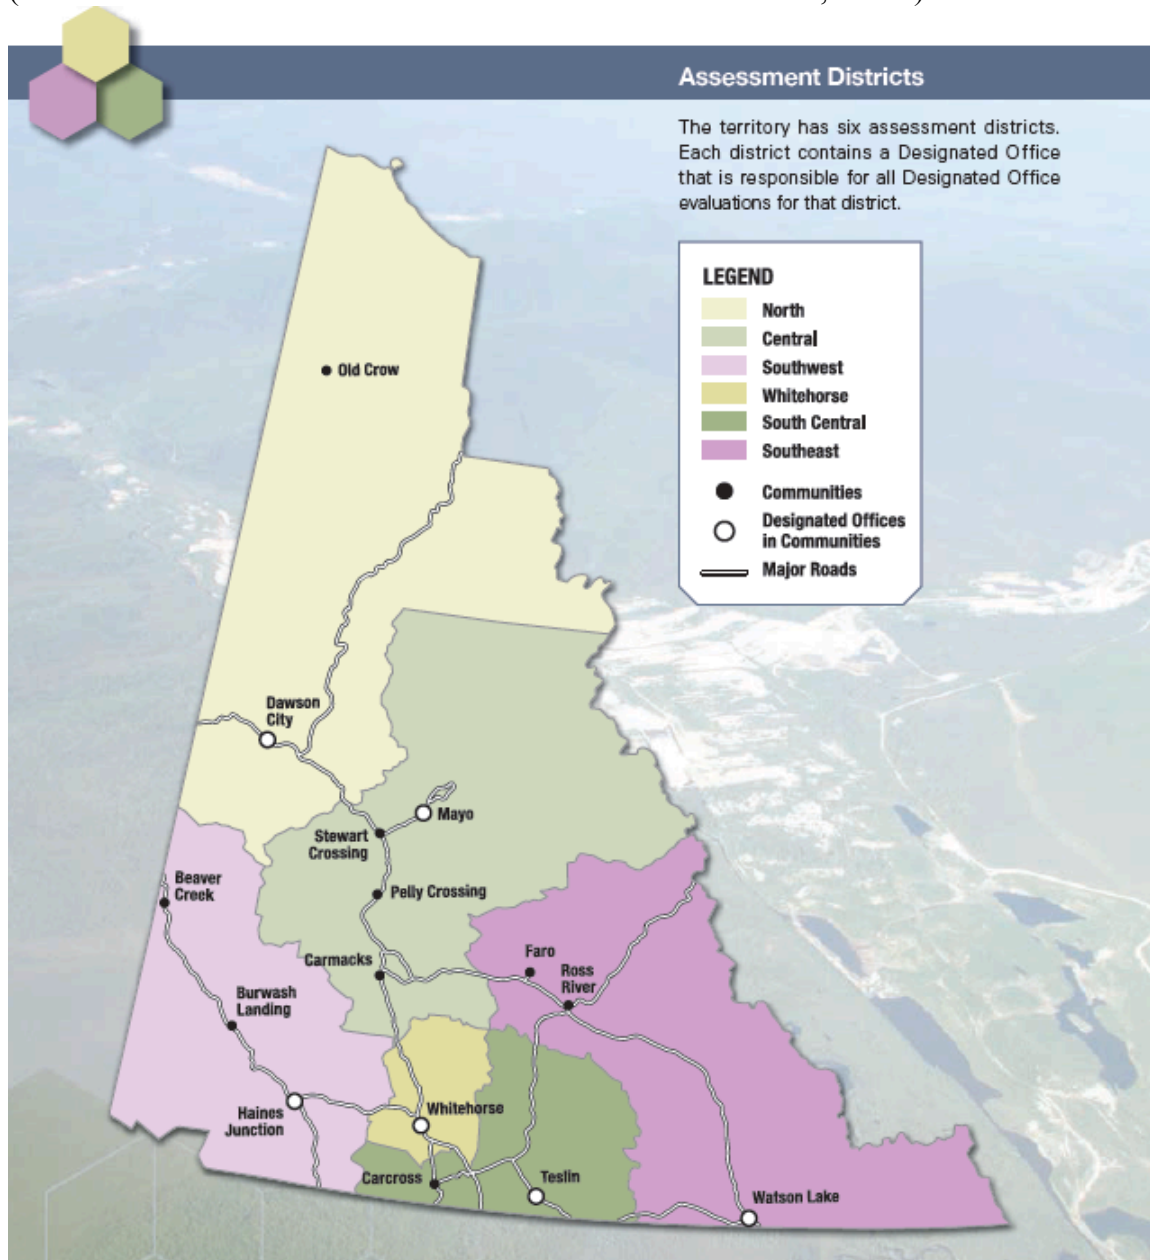 Assessment Districts
The territory has six assessment districts.
Each district contains a Designated Office
that is responsible for all Designated Office
evaluations for that district.
LEGEND
North
Central
Southwest
Whitehorse
South Central
Southeast
Communities
Designated Offices
in Communities
Major Roads
Old Crow
Dawson
City
Mayo
Stewart
Crossing
Beaver
Creek
Pelly Crossing
Faro
Carmacks
Ross
River
Burwash
Landing
Haines
Junction
Whitehorse
Carcross
Teslin
Watson Lake